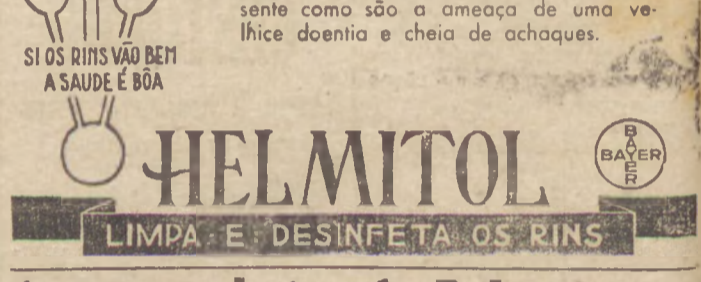 sente como são a ameaça de uma ve-
lhice doentia e cheia de achaques.
SI OS RINS VÃO BEM
A SAUDE É BÔA
HELMITOL
BAYER
BAYER
LIMPA E DESINFETA OS RINS